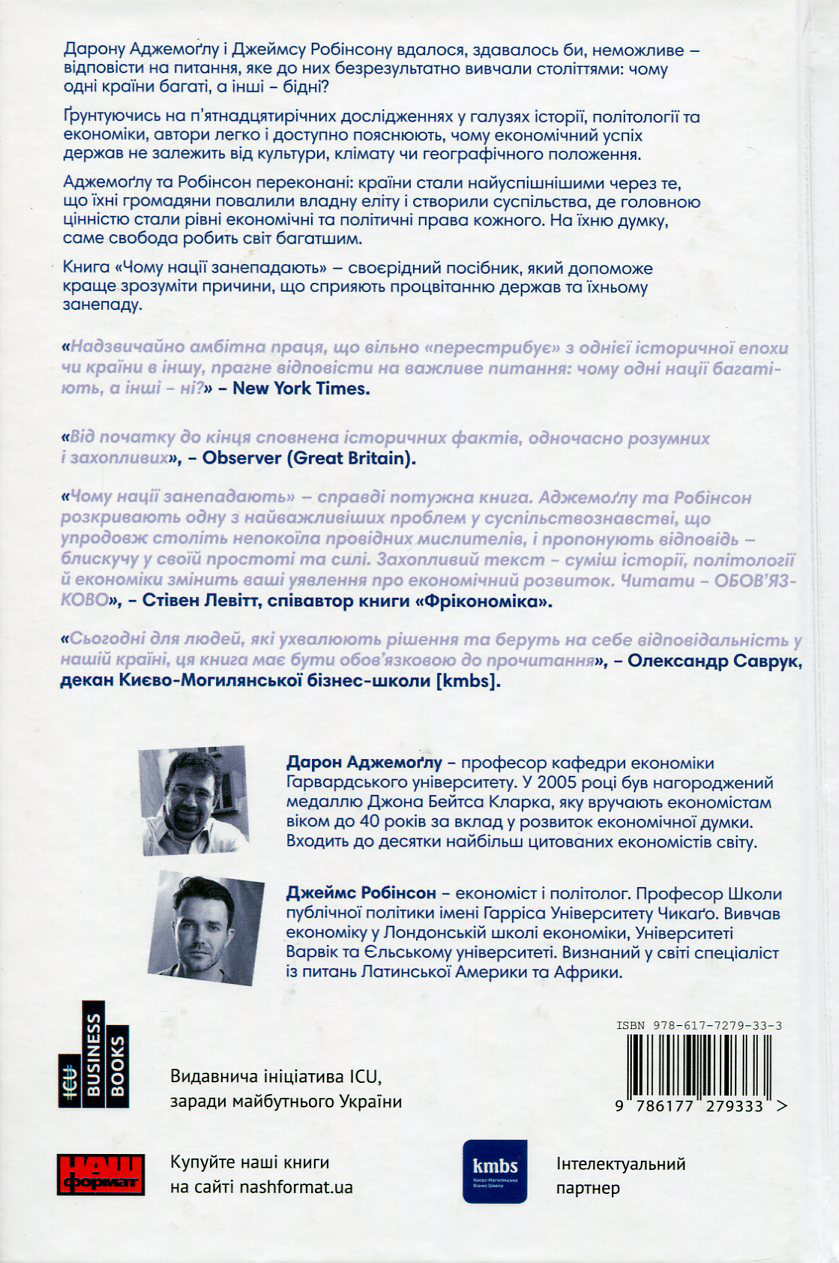 Дарону Аджемоґлу і Джеймсу Робінсону вдалося, здавалось би, неможливе –
відповісти на питання, яке до них безрезультатно вивчали століттями: чому
одні країни багаті, а інші – бідні?
Ґрунтуючись на п’ятнадцятирічних дослідженнях у галузях історії, політології та
економіки, автори легко і доступно пояснюють, чому економічний успіх
держав не залежить від культури, клімату чи географічного положення.
Аджемоґлу та Робінсон переконані: країни стали найуспішнішими через те,
що їхні громадяни повалили владну еліту і створили суспільства, де головною
цінністю стали рівні економічні та політичні права кожного. На їхню думку,
саме свобода робить світ багатшим.
Книга «Чому нації занепадають» – своєрідний посібник, який допоможе
краще зрозуміти причини, що сприяють процвітанню держав та їхньому
занепаду.
«Надзвичайно амбітна праця, що вільно «перестрибує» з однієї історичної епохи
чи країни в іншу, прагне відповісти на важливе питання: чому одні нації багаті-
ють, а інші – ні?» – New York Times.
«Від початку до кінця сповнена історичних фактів, одночасно розумних
і захопливих», – Observer (Great Britain).
«Чому нації занепадають» – справді потужна книга. Аджемоґлу та Робінсон
розкривають одну з найважливіших проблем у суспільствознавстві, що
упродовж століть непокоїла провідних мислителів, і пропонують відповідь –
блискучу у своїй простоті та силі. Захопливий текст – суміш історії, політології
й економіки змінить ваші уявлення про економічний розвиток. Читати – ОБОВ’ЯЗ-
КОВО», – Стівен Левітт, співавтор книги «Фрікономіка».
«Сьогодні для людей, які ухвалюють рішення та беруть на себе відповідальність у
нашій країні, ця книга має бути обов’язковою до прочитання», – Олександр Саврук,
декан Києво-Могилянської бізнес-школи [kmbs].
Дарон Аджемоґлу – професор кафедри економіки
Гарвардського університету. У 2005 році був нагороджений
медаллю Джона Бейтса Кларка, яку вручають економістам
віком до 40 років за вклад у розвиток економічної думки.
Входить до десятки найбільш цитованих економістів світу.
Джеймс Робінсон – економіст і політолог. Професор Школи
публічної політики імені Гарріса Університету Чикаґо. Вивчав
економіку у Лондонській школі економіки, Університеті
Варвік та Єльському університеті. Визнаний у світі спеціаліст
із питань Латинської Америки та Африки.
ICU
BUSINESS
BOOKS
Видавнича ініціатива ICU,
заради майбутнього України
ISBN 978-617-7279-33-3
9 786177 279333 >
НАШ
формат
Купуйте наші книги
на сайті nashformat.ua
kmbs
Києво-Могилянська
Бізнес Школа
Інтелектуальний
партнер